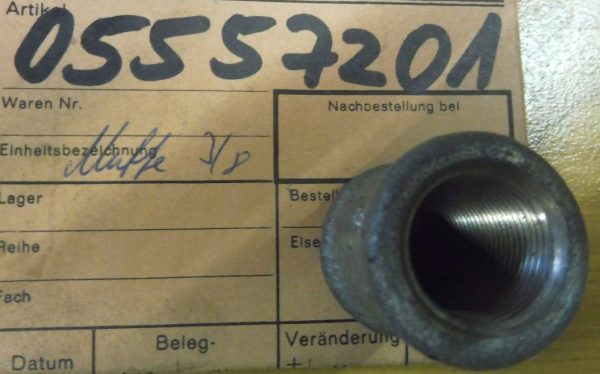 Artikel
05557201
Waren Nr.
Nachbestellung bei
Einheitsbezeichnung
Muffe 3/8
Lager
Bestell
Reihe
Eise
Fach
Datum
Beleg-
Veränderung
+